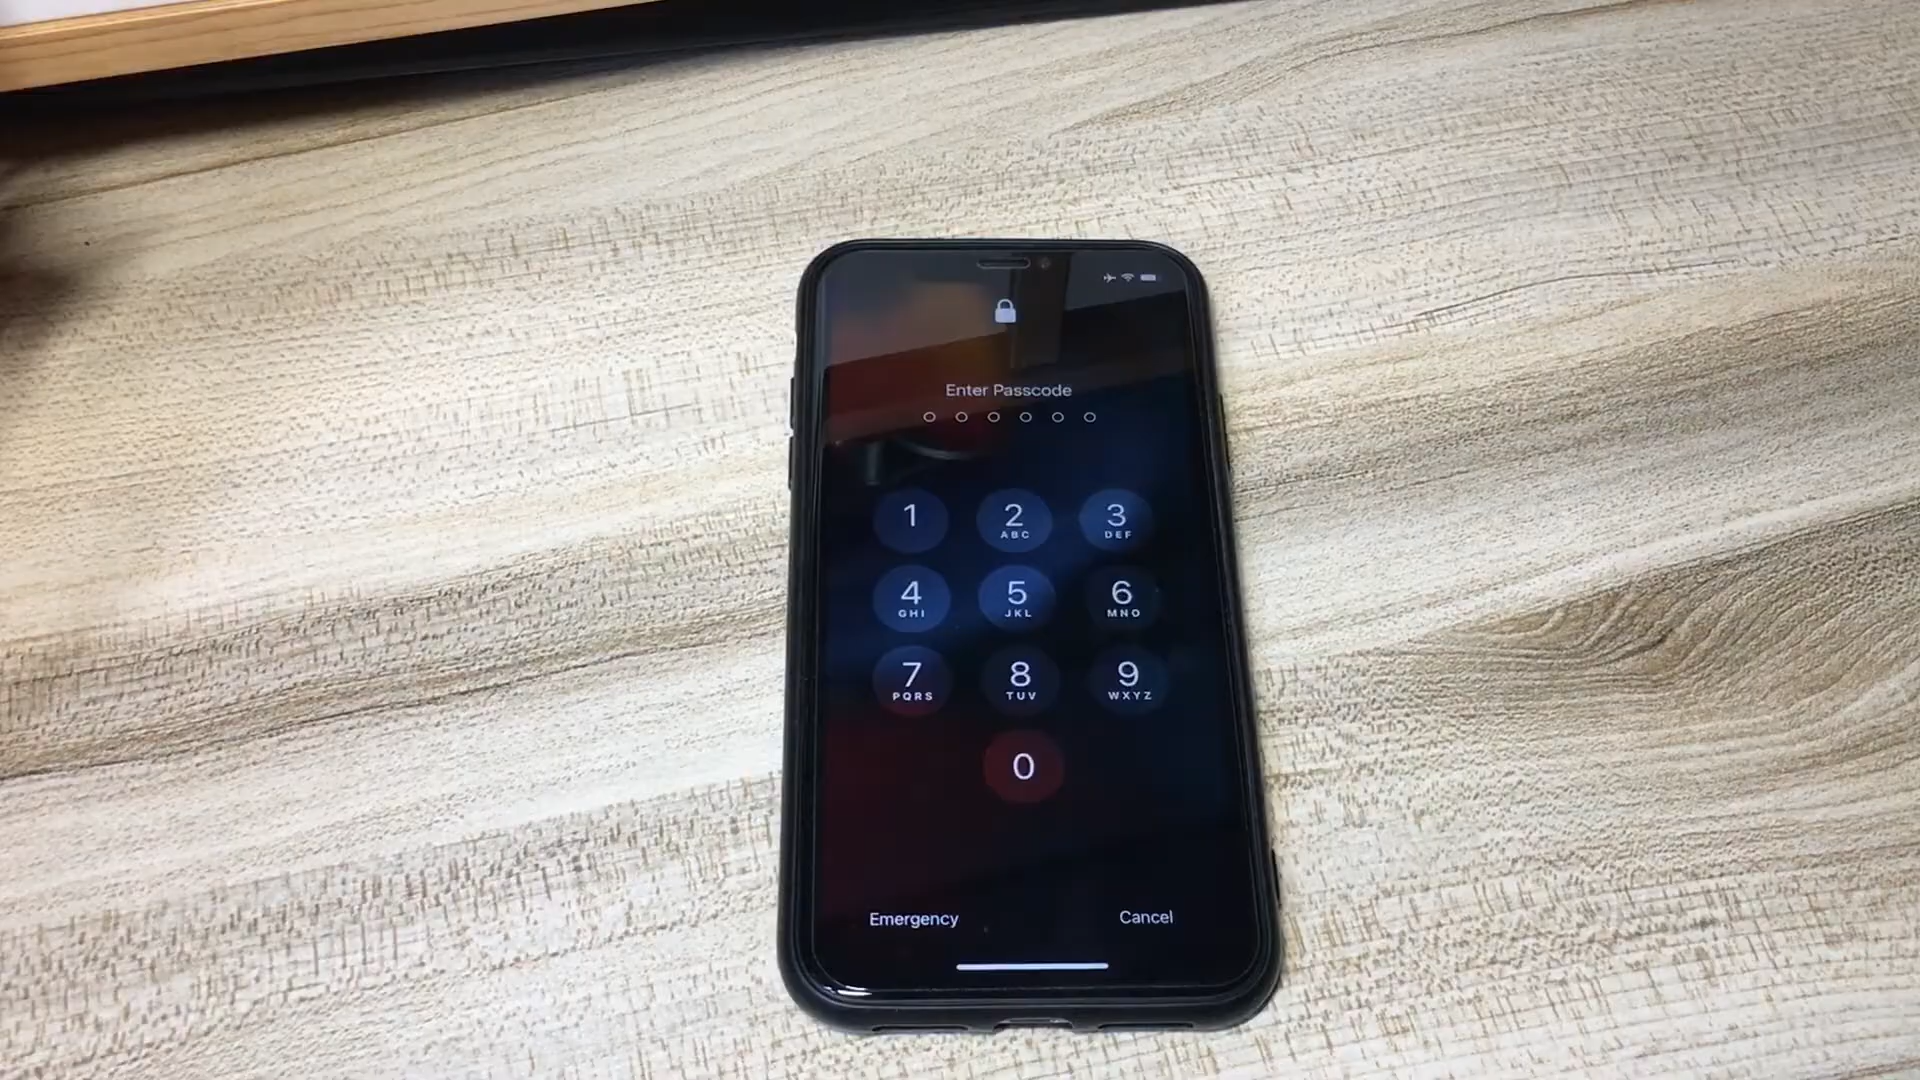 Enter Passcode
1 2 3
ABC DEF
4 5 6
GHI JKL MNO
7 8 9
PQRS TUV WXYZ
0
Emergency Cancel